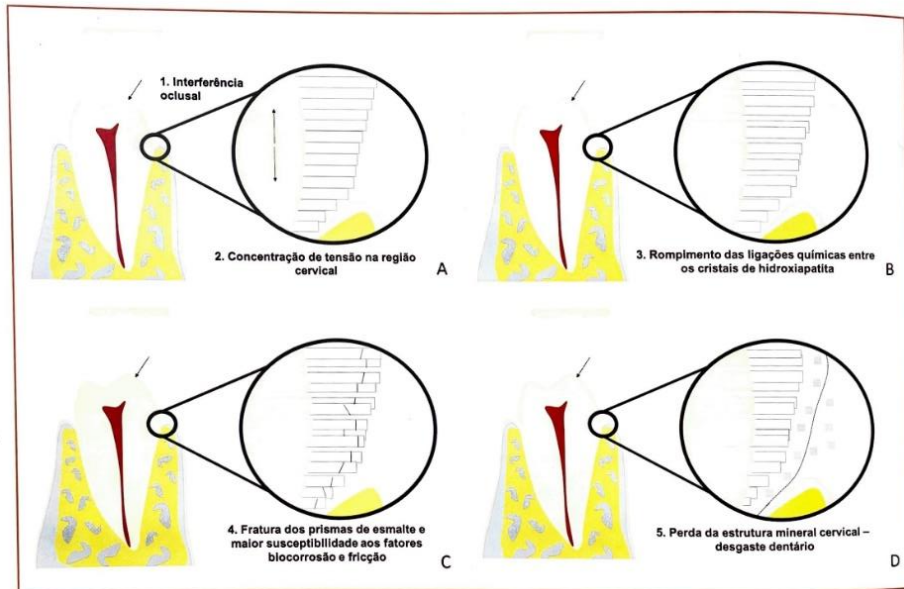 1. Interferência
oclusal
2. Concentração de tensão na região
cervical
A
3. Rompimento das ligações químicas entre
os cristais de hidroxiapatita
B
4. Fratura dos prismas de esmalte e
maior susceptibilidade aos fatores
biocorrosão e fricção
C
5. Perda da estrutura mineral cervical –
desgaste dentário
D